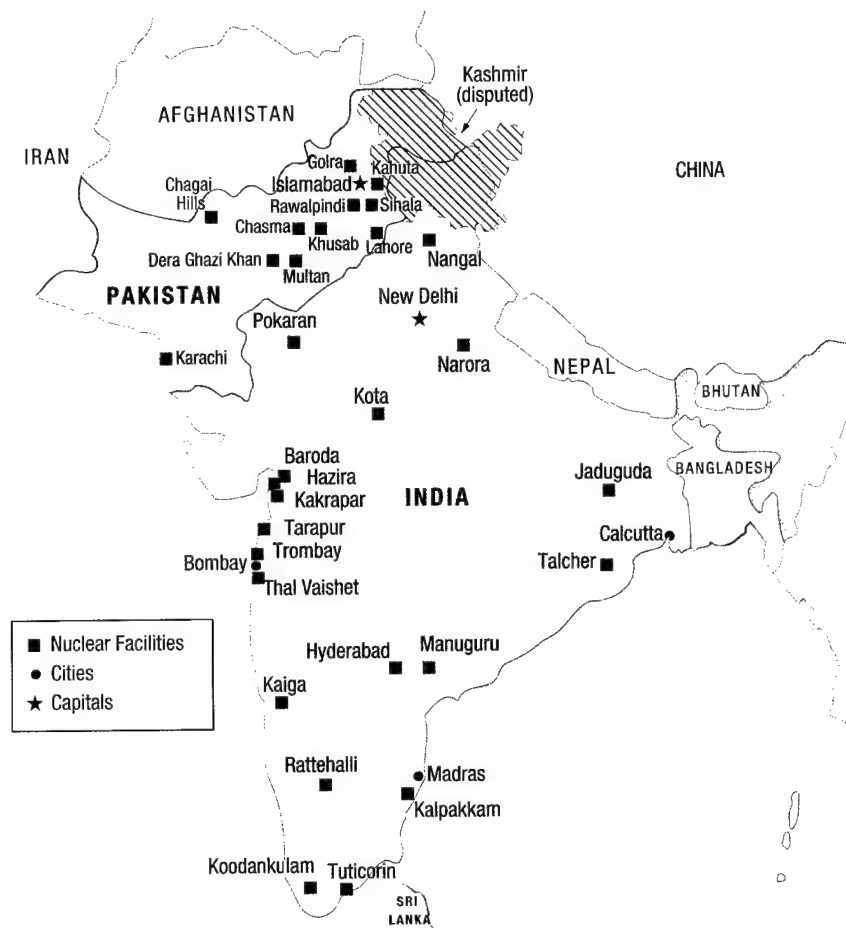 Kashmir
(disputed)
AFGHANISTAN
IRAN
CHINA
Golra
Kahuta
Islamabad
Chagai
Hills
Rawalpindi
Sihala
Chasma
Khusab
Lahore
Nangal
Dera Ghazi Khan
Multan
PAKISTAN
New Delhi
Pokaran
Karachi
Narora
NEPAL
BHUTAN
Kota
Baroda
Hazira
Kakrapar
INDIA
Jaduguda
BANGLADESH
Tarapur
Trombay
Bombay
Thal Vaishet
Calcutta
Talcher
Nuclear Facilities
Cities
Capitals
Hyderabad
Manuguru
Kaiga
Rattehalli
Madras
Kalpakkam
Koodankulam
Tuticorin
SRI
LANKA